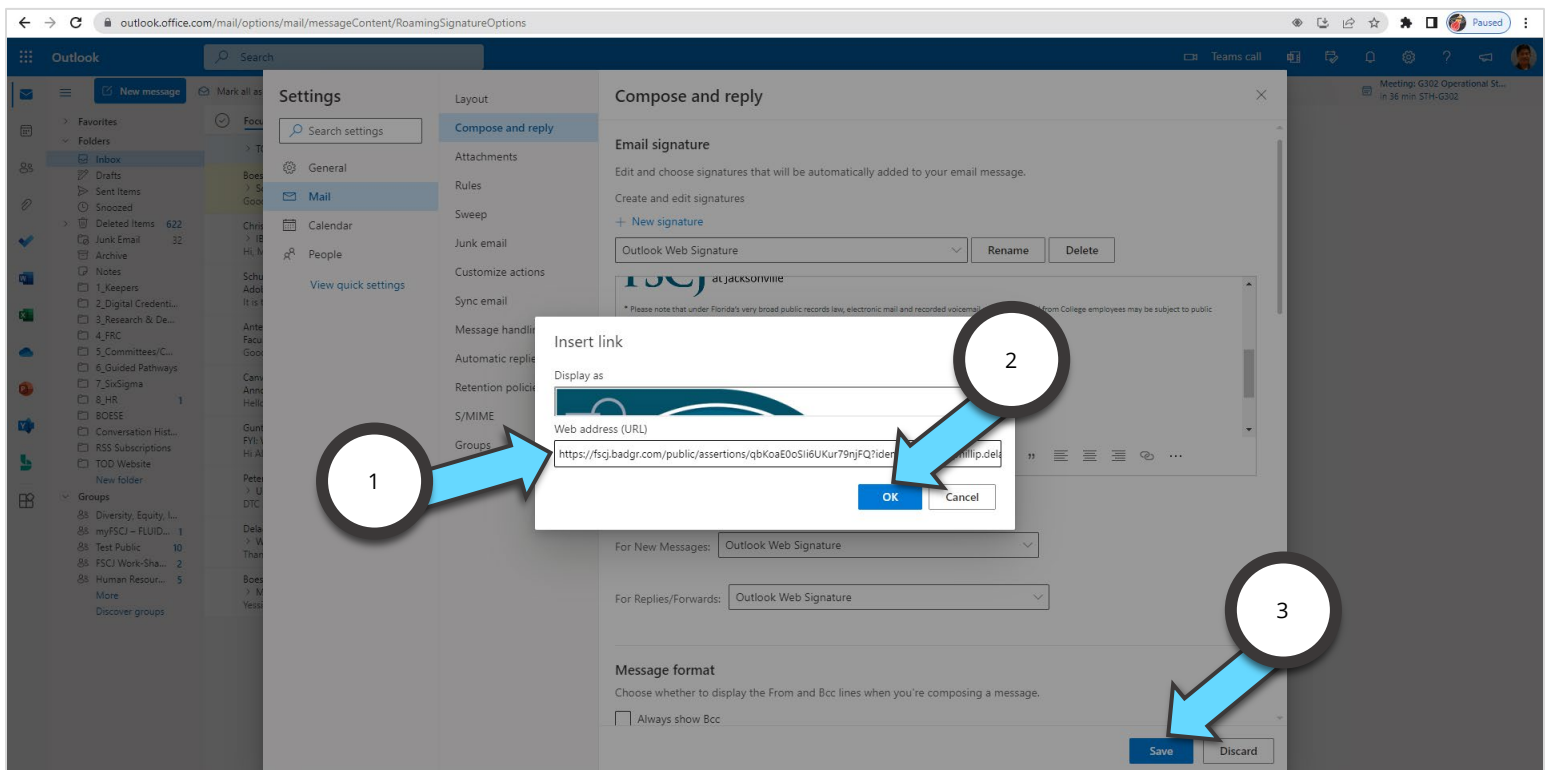 outlook.office.com/mail/options/mail/messageContent/RoamingSignatureOptions
Paused
Outlook
Search
Teams call
New message
Mark all as
Meeting: G302 Operational St...
in 36 min STH-G302
Favorites
Folders
Inbox
Drafts
Sent Items
Snoozed
Deleted Items 622
Junk Email 32
Archive
Notes
1_Keepers
2_Digital Credenti...
3_Research & De...
4_FRC
5_Committees/C...
6_Guided Pathways
7_SixSigma
8_HR 1
BOESE
Conversation Hist...
RSS Subscriptions
TOD Website
New folder
Groups
Diversity, Equity, I...
myFSCJ – FLUID... 1
Test Public 10
FSCJ Work-Sha... 2
Human Resour... 5
More
Discover groups
Settings
Search settings
General
Mail
Calendar
People
View quick settings
Layout
Compose and reply
Attachments
Rules
Sweep
Junk email
Customize actions
Sync email
Message handlin
Automatic replie
Retention policie
S/MIME
Groups
Compose and reply
Email signature
Edit and choose signatures that will be automatically added to your email message.
Create and edit signatures
+ New signature
Outlook Web Signature
Rename
Delete
FSCJ at Jacksonville
* Please note that under Florida's very broad public records law, electronic mail and recorded voicemail from College employees may be subject to public
Insert link
Display as
Web address (URL)
https://fscj.badgr.com/public/assertions/qbKoaE0oSIi6UKur79njFQ?iden
OK
Cancel
For New Messages: Outlook Web Signature
For Replies/Forwards: Outlook Web Signature
Message format
Choose whether to display the From and Bcc lines when you're composing a message.
Always show Bcc
Save
Discard
1
2
3